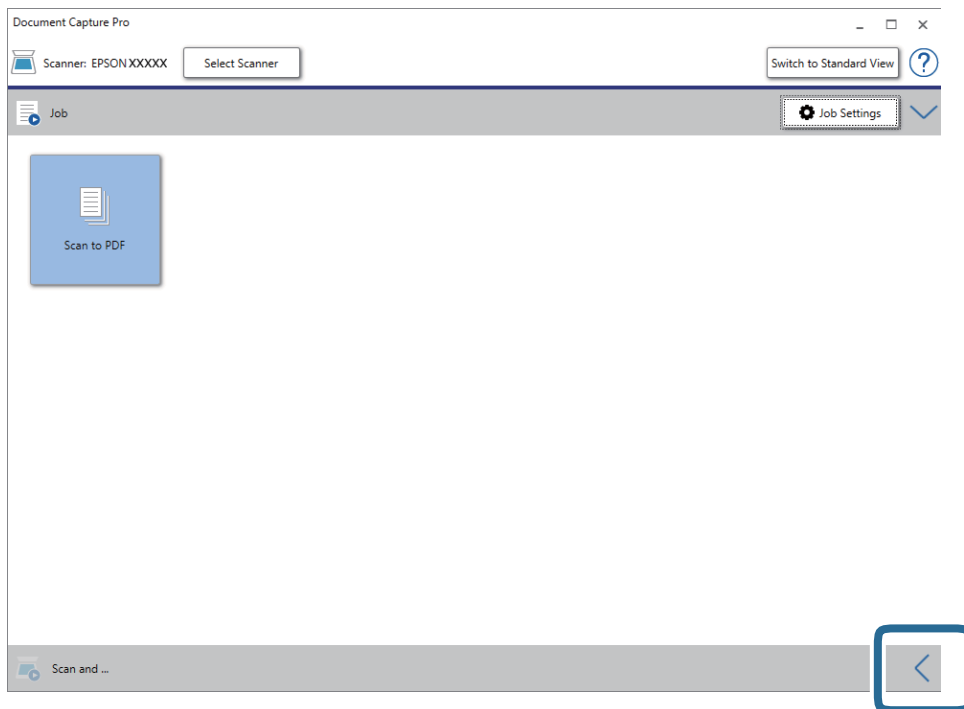 Document Capture Pro
Scanner: EPSON XXXXX Select Scanner Switch to Standard View ?
Job Job Settings
Scan to PDF
Scan and ...